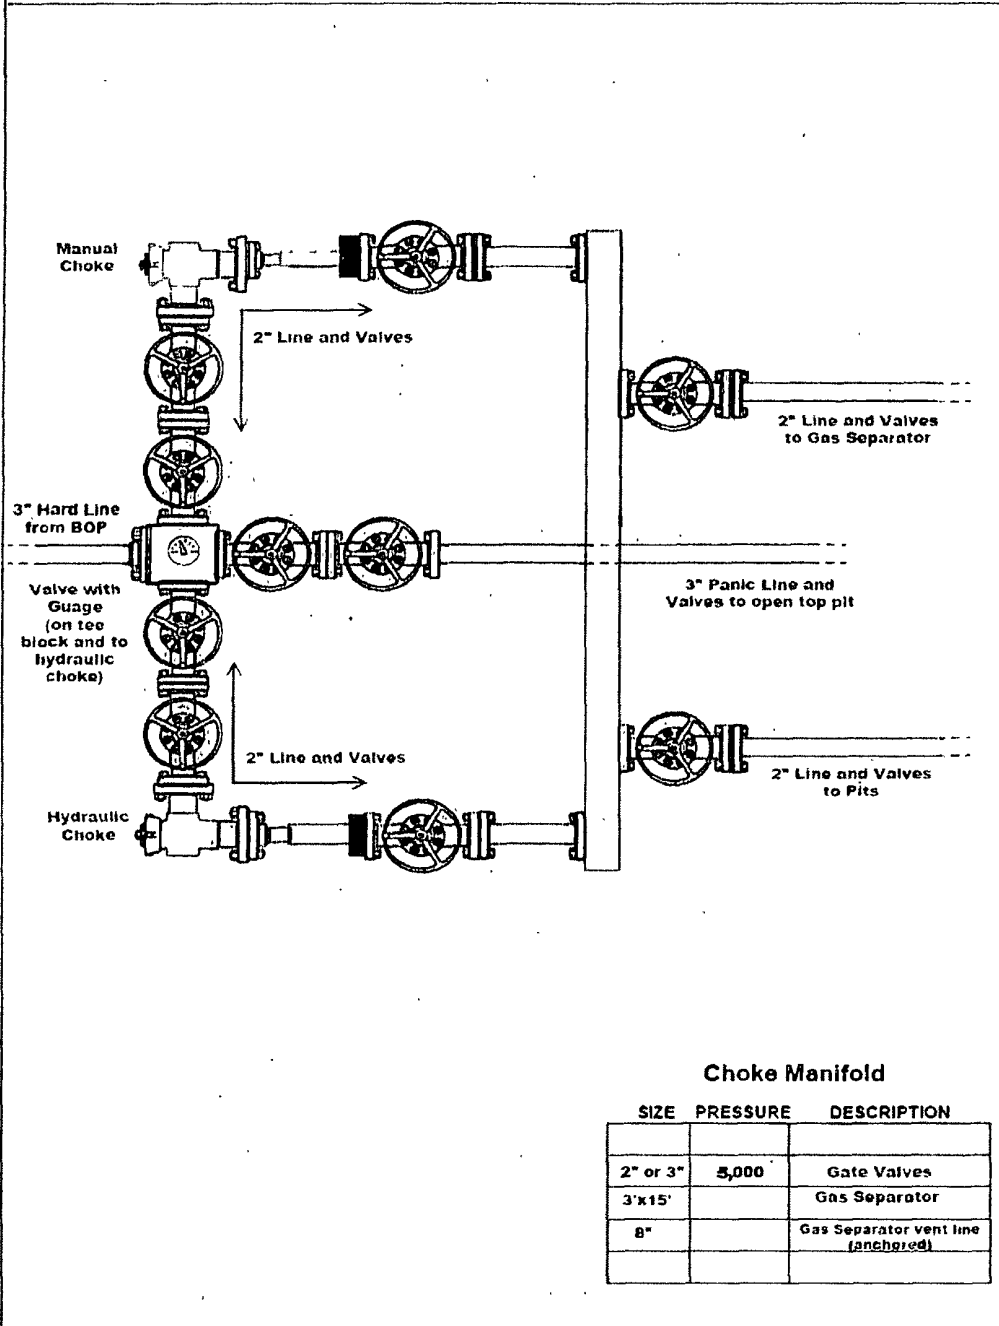 Manual
Choke
2" Line and Valves
2" Line and Valves
to Gas Separator
3" Hard Line
from BOP
3" Panic Line and
Valves to open top pit
Valve with
Guage
(on tee
block and to
hydraulic
choke)
2" Line and Valves
2" Line and Valves
to Pits
Hydraulic
Choke
Choke Manifold
SIZE PRESSURE DESCRIPTION
2" or 3" 5,000 Gate Valves
3'x15' Gas Separator
8" Gas Separator vent line
(anchored)